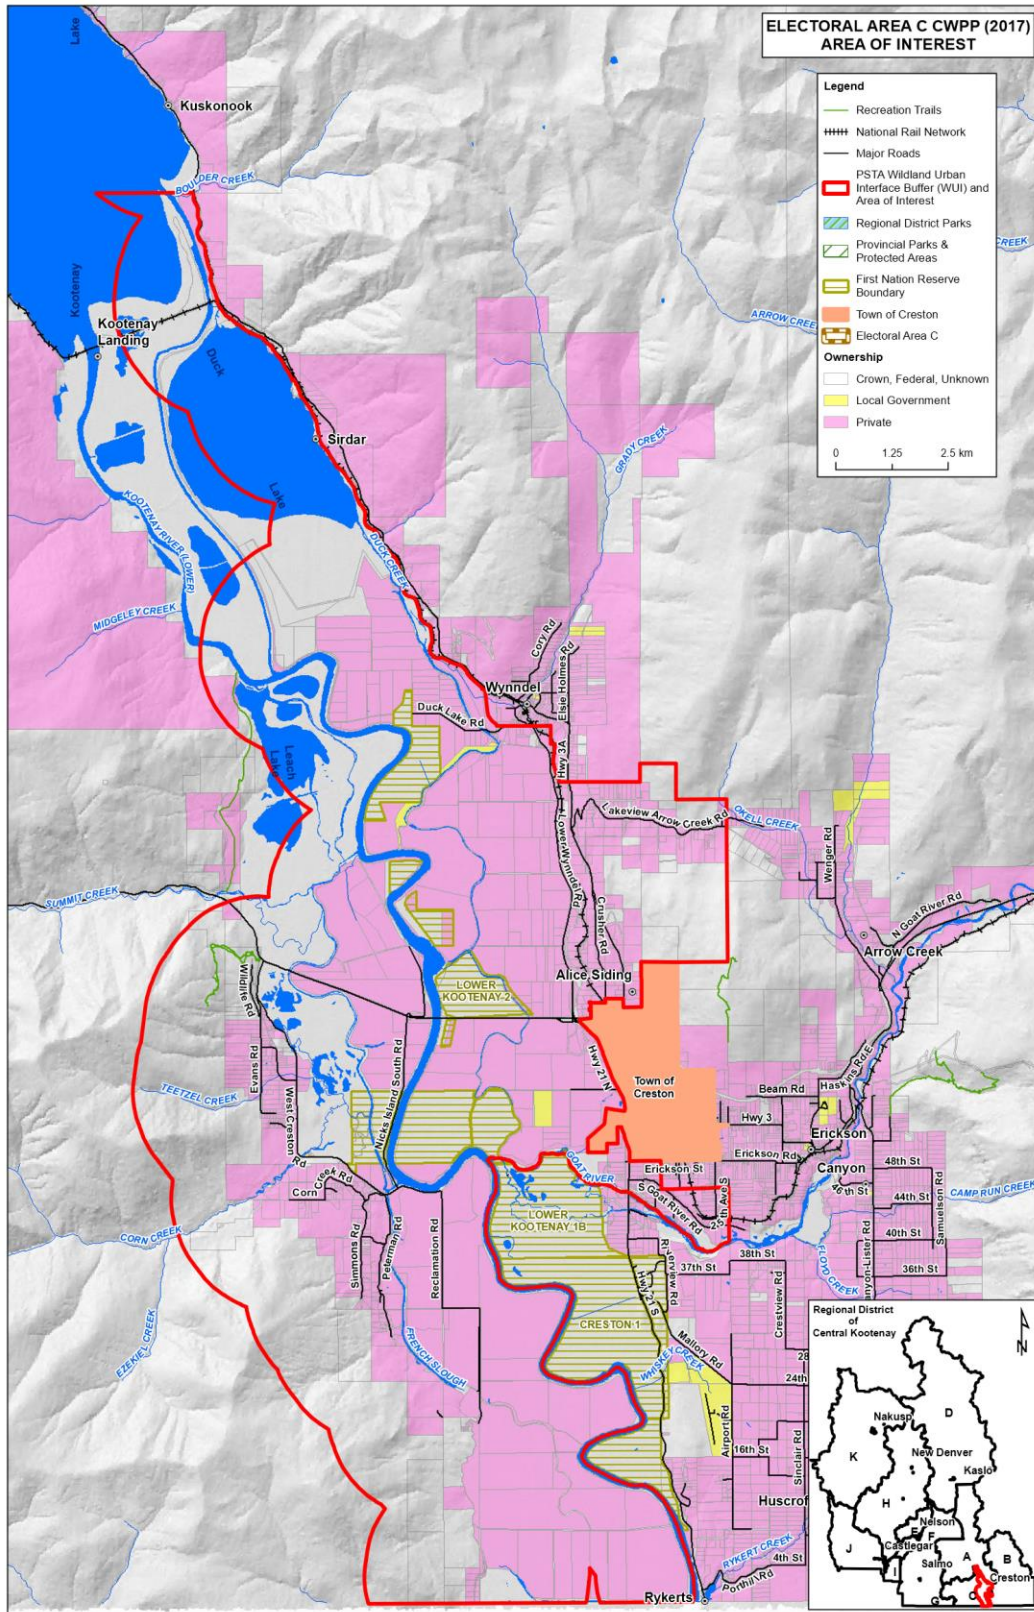 ELECTORAL AREA C CWPP (2017)
AREA OF INTEREST
Legend
Recreation Trails
National Rail Network
Major Roads
PSTA Wildland Urban
Interface Buffer (WUI) and
Area of Interest
Regional District Parks
Provincial Parks &
Protected Areas
First Nation Reserve
Boundary
Town of Creston
Electoral Area C
Ownership
Crown, Federal, Unknown
Local Government
Private
0 1.25 2.5 km
Lake
Kuskonook
BOULDER CREEK
Kootenay
Kootenay
Landing
Duck
Lake
Sirdar
CREEK
ARROW CREE
GRADY CREEK
KOOTENAY RIVER (LOWER)
DUCK CREEK
MIDGELEY CREEK
Cory Rd
Elsie Holmes Rd
Wynndel
Duck Lake Rd
Hwy 3A
Leach
Lake
Lakeview Arrow Creek Rd
OKELL CREEK
Lower Wynndel Rd
Wenger Rd
SUMMIT CREEK
Crusher Rd
N Goat River Rd
Arrow Creek
Alice Siding
LOWER
KOOTENAY 2
Wildlife Rd
Evans Rd
Nicks Island South Rd
Hwy 21 N
Town of
Creston
Haskins Rd E
Beam Rd
TEETZEL CREEK
West Creston
Rd
Hwy 3
Erickson
Erickson Rd
Canyon
48th St
GOAT RIVER
Erickson St
Corn Creek Rd
S Goat River Rd
25th Ave S
46th St
44th St
Samuelson Rd
CAMP RUN CREEK
LOWER
KOOTENAY 1B
CORN CREEK
Simmons Rd
Peterman Rd
Reclamation Rd
Riverview Rd
38th St
37th St
40th St
36th St
FLOYD CREEK
anyon-Lister Rd
Hwy 21 S
Crestview Rd
CRESTON 1
EZEKIEL CREEK
Mallory Rd
28
FRENCH SLOUGH
WHISKEY CREEK
24th
Airport Rd
16th St
Sinclair Rd
Huscrof
RYKERT CREEK
4th St
Porthill Rd
Rykerts
Regional District
of
Central Kootenay
N
D
Nakusp
K
New Denver
Kaslo
H
Nelson
E
F
J
Castlegar
A
B
I
Salmo
Creston
G
C